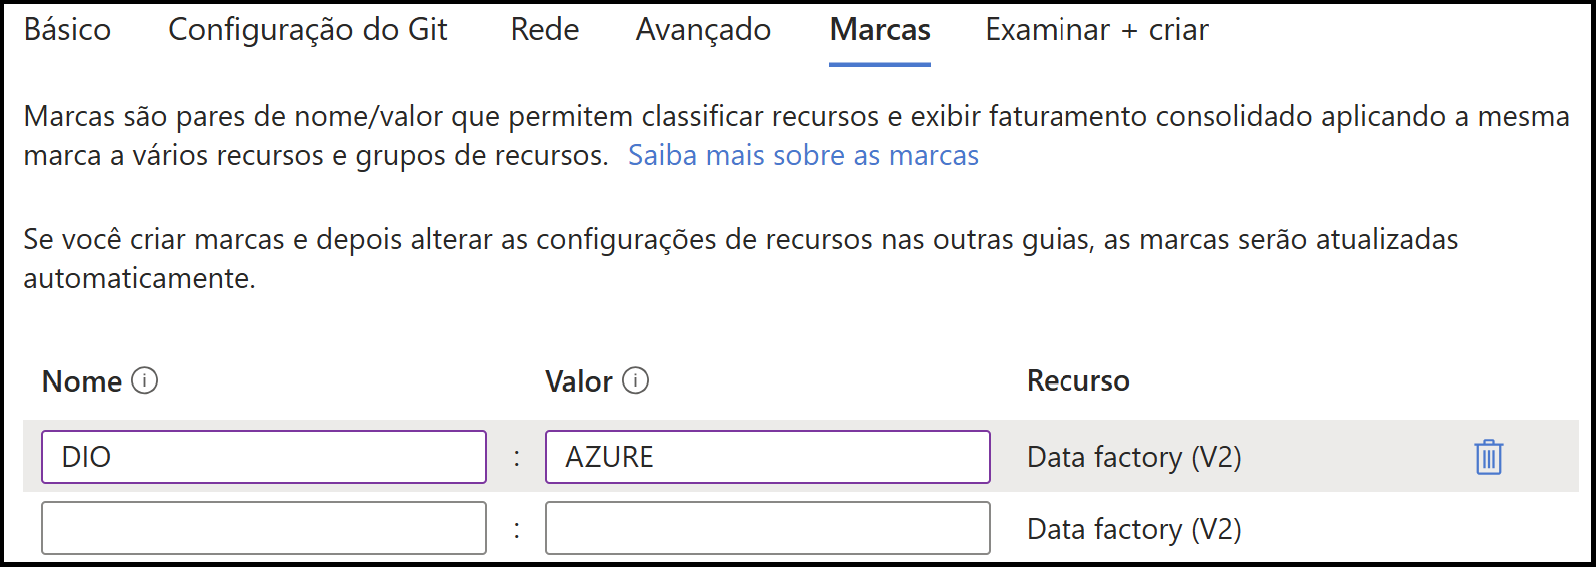 Básico Configuração do Git Rede Avançado Marcas Examinar + criar
Marcas são pares de nome/valor que permitem classificar recursos e exibir faturamento consolidado aplicando a mesma
marca a vários recursos e grupos de recursos. Saiba mais sobre as marcas
Se você criar marcas e depois alterar as configurações de recursos nas outras guias, as marcas serão atualizadas
automaticamente.
Nome Valor Recurso
DIO : AZURE Data factory (V2)
: Data factory (V2)